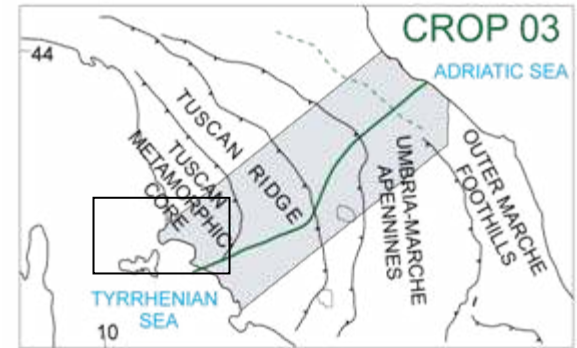 CROP 03
44
ADRIATIC SEA
TUSCAN
RIDGE
TUSCAN
METAMORPHIC
CORE
UMBRIA-MARCHE
APENNINES
OUTER MARCHE
FOOTHILLS
TYRRHENIAN
SEA
10